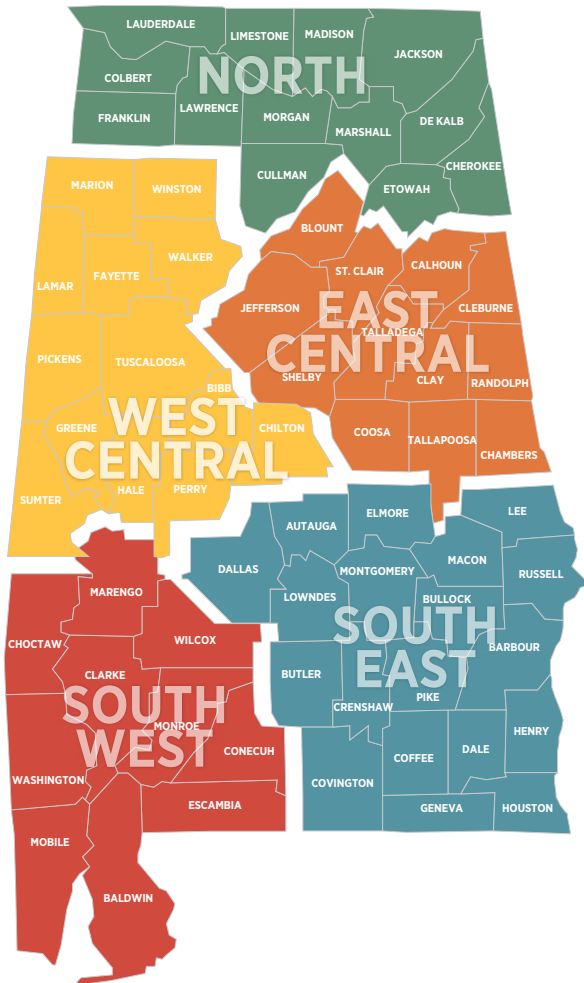 LAUDERDALE
LIMESTONE
MADISON
JACKSON
COLBERT
NORTH
LAWRENCE
FRANKLIN
MORGAN
MARSHALL
DE KALB
CULLMAN
CHEROKEE
ETOWAH
MARION
WINSTON
WALKER
LAMAR
FAYETTE
PICKENS
TUSCALOOSA
BIBB
WEST
CENTRAL
GREENE
CHILTON
SUMTER
HALE
PERRY
BLOUNT
ST. CLAIR
CALHOUN
JEFFERSON
EAST
CENTRAL
CLEBURNE
TALLADEGA
SHELBY
CLAY
RANDOLPH
COOSA
TALLAPOOSA
CHAMBERS
ELMORE
LEE
AUTAUGA
DALLAS
MONTGOMERY
MACON
RUSSELL
LOWNDES
BULLOCK
SOUTH
EAST
BARBOUR
BUTLER
CRENSHAW
PIKE
HENRY
COFFEE
DALE
COVINGTON
GENEVA
HOUSTON
MARENGO
CHOCTAW
WILCOX
CLARKE
SOUTH
WEST
MONROE
CONECUH
WASHINGTON
ESCAMBIA
MOBILE
BALDWIN